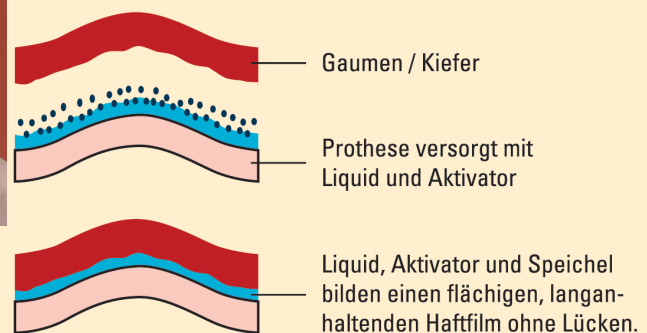 Gaumen / Kiefer
Prothese versorgt mit
Liquid und Aktivator
Liquid, Aktivator und Speichel
bilden einen flächigen, langan-
haltenden Haftfilm ohne Lücken.